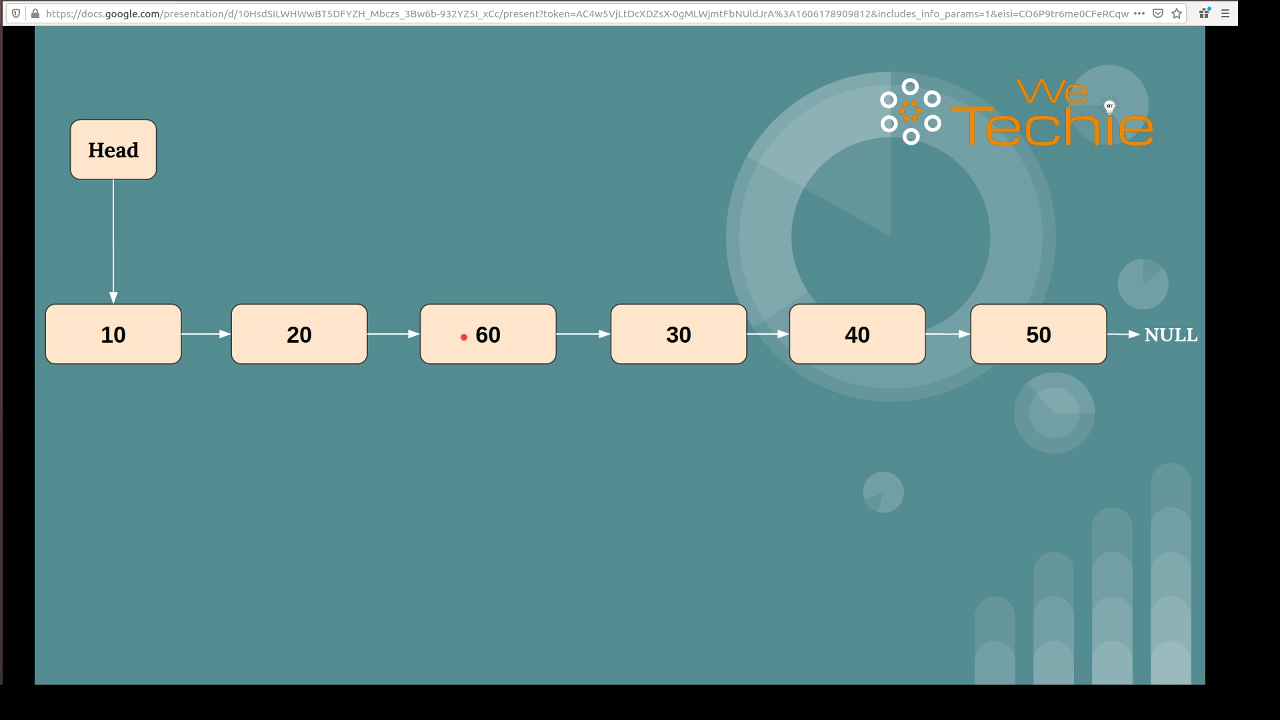 https://docs.google.com/presentation/d/10HsdSILWHWwBT5DFYZH_Mbczs_3Bw6b-932YZ5I_xCc/present?token=AC4w5VjLtDcXDZsX-0gMLWjmtFbNUldJrA%3A1606178909812&includes_info_params=1&eisi=CO6P9tr6me0CFeRCqw
We
Techie
Head
10 20 60 30 40 50 NULL